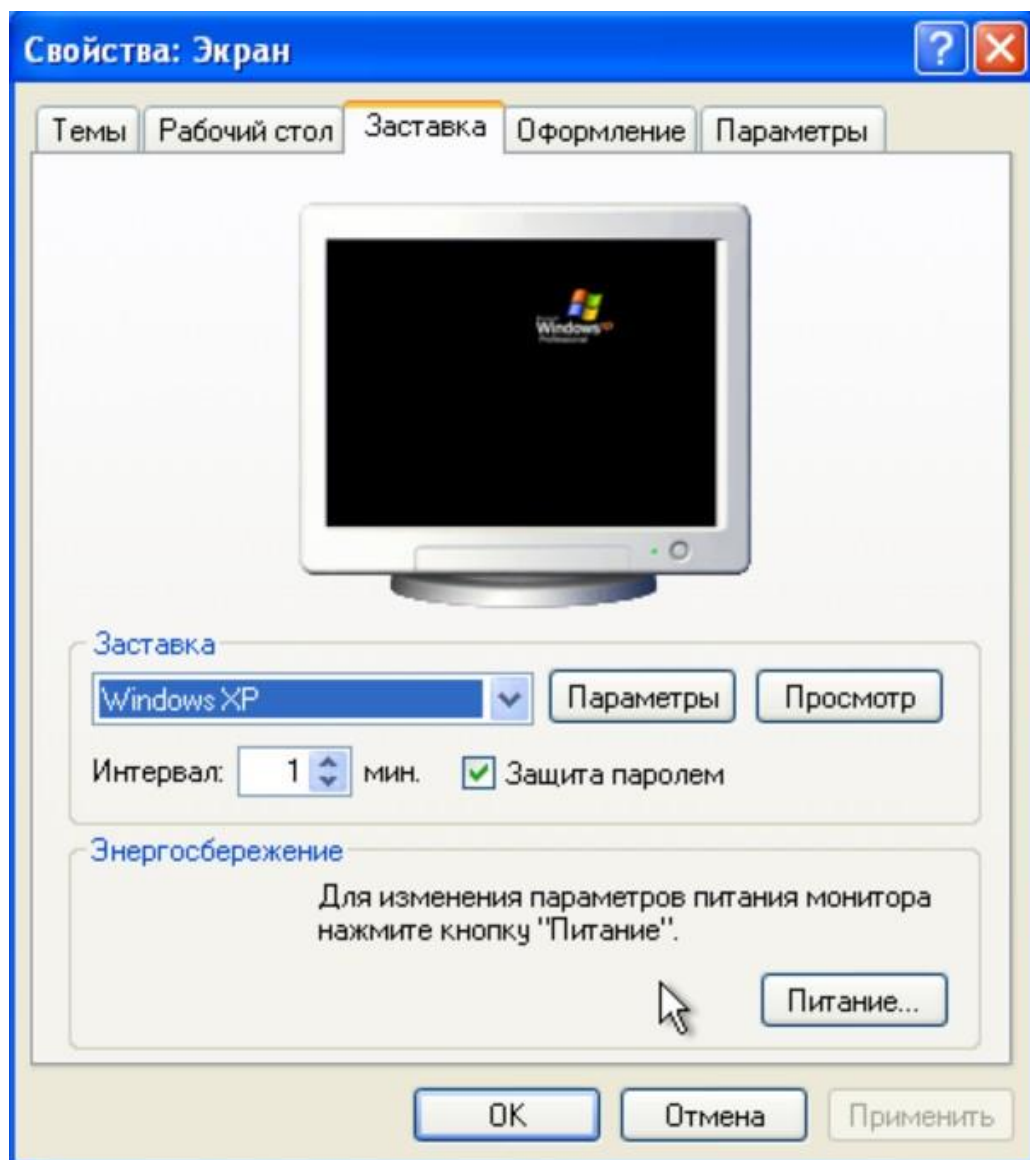 Свойства: Экран
Темы Рабочий стол Заставка Оформление Параметры
Windows xp
Professional
Заставка
Windows XP Параметры Просмотр
Интервал: 1 мин. Защита паролем
Энергосбережение
Для изменения параметров питания монитора
нажмите кнопку "Питание".
Питание...
OK Отмена Применить